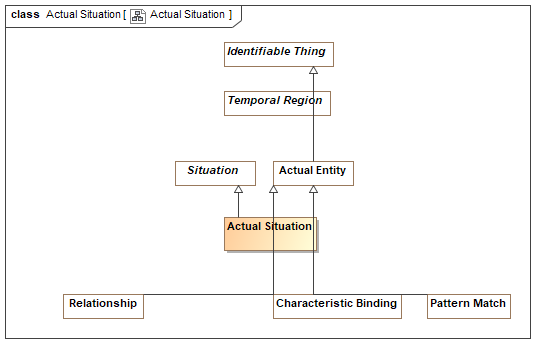 class Actual Situation [ Actual Situation ]
Identifiable Thing
Temporal Region
Situation
Actual Entity
Actual Situation
Relationship
Characteristic Binding
Pattern Match